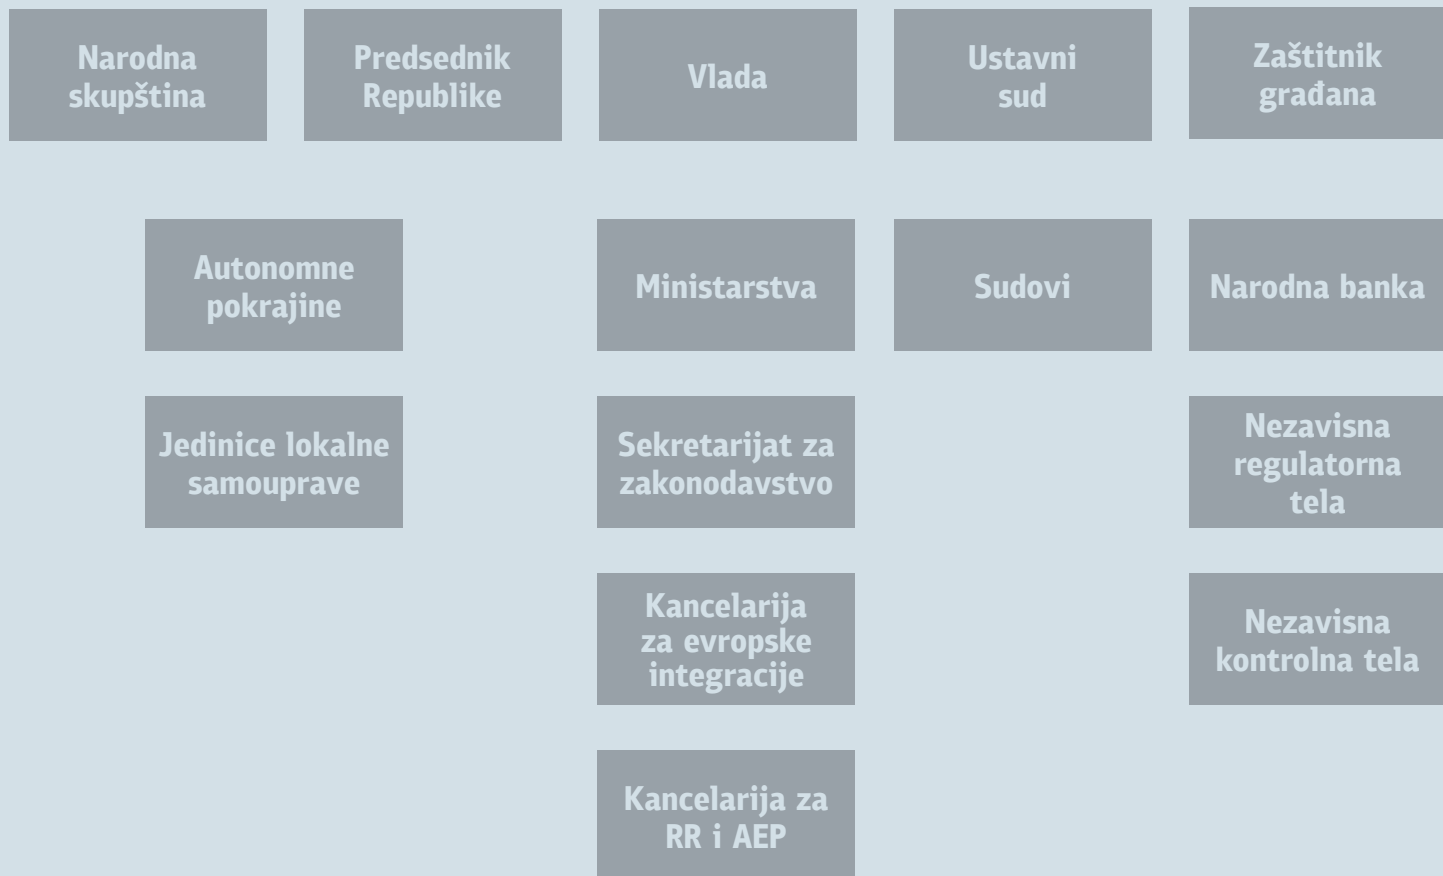 Narodna
skupština
Predsednik
Republike
Vlada
Ustavni
sud
Zaštitnik
građana
Autonomne
pokrajine
Ministarstva
Sudovi
Narodna banka
Jedinice lokalne
samouprave
Sekretarijat za
zakonodavstvo
Nezavisna
regulatorna
tela
Kancelarija
za evropske
integracije
Nezavisna
kontrolna tela
Kancelarija za
RR i AEP